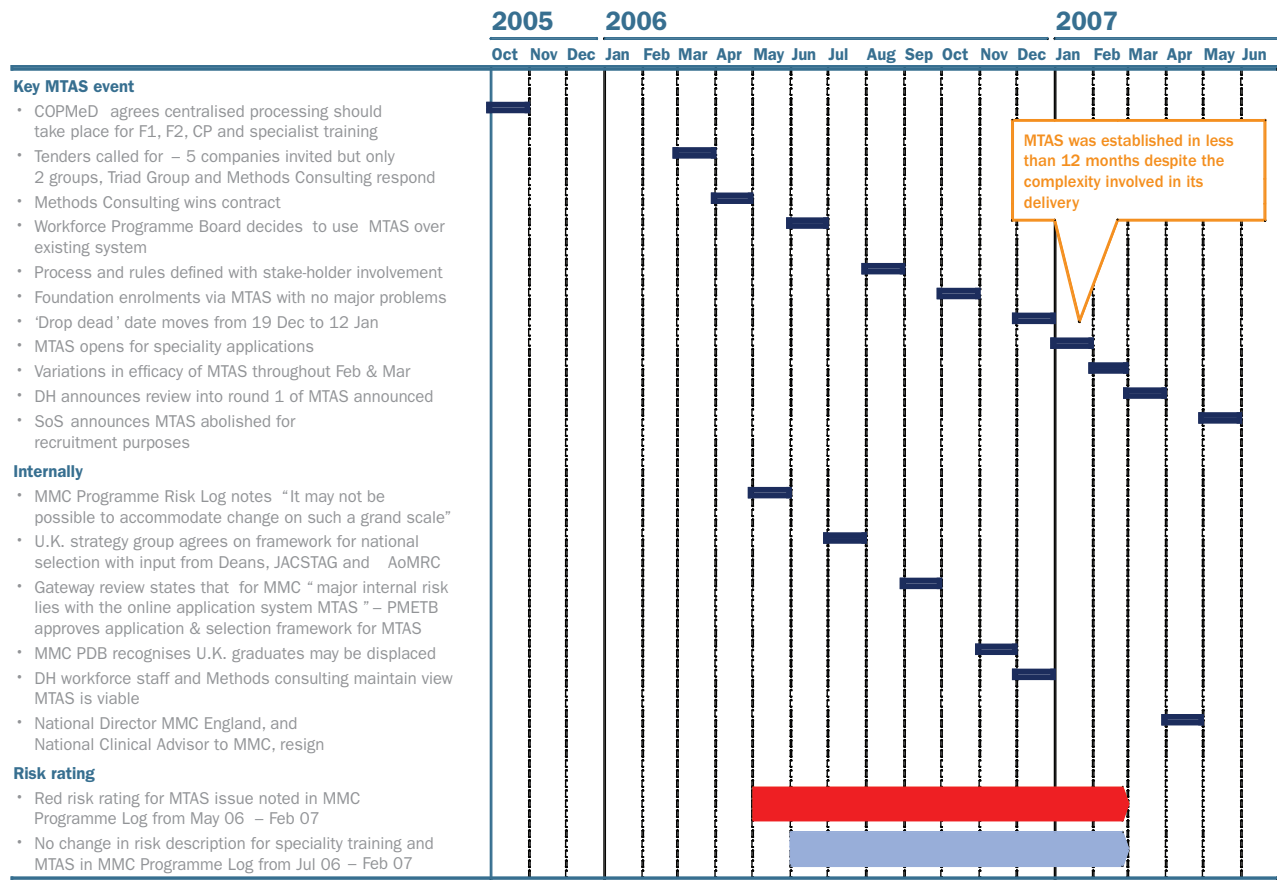 2005 2006 2007
Oct Nov Dec Jan Feb Mar Apr May Jun Jul Aug Sep Oct Nov Dec Jan Feb Mar Apr May Jun
Key MTAS event
• COPMeD agrees centralised processing should
take place for F1, F2, CP and specialist training
• Tenders called for – 5 companies invited but only
2 groups, Triad Group and Methods Consulting respond
• Methods Consulting wins contract
• Workforce Programme Board decides to use MTAS over
existing system
• Process and rules defined with stake-holder involvement
• Foundation enrolments via MTAS with no major problems
• ‘Drop dead’ date moves from 19 Dec to 12 Jan
• MTAS opens for speciality applications
• Variations in efficacy of MTAS throughout Feb & Mar
• DH announces review into round 1 of MTAS announced
• SoS announces MTAS abolished for
recruitment purposes
MTAS was established in less
than 12 months despite the
complexity involved in its
delivery
Internally
• MMC Programme Risk Log notes “It may not be
possible to accommodate change on such a grand scale”
• U.K. strategy group agrees on framework for national
selection with input from Deans, JACSTAG and AoMRC
• Gateway review states that for MMC “major internal risk
lies with the online application system MTAS” – PMETB
approves application & selection framework for MTAS
• MMC PDB recognises U.K. graduates may be displaced
• DH workforce staff and Methods consulting maintain view
MTAS is viable
• National Director MMC England, and
National Clinical Advisor to MMC, resign
Risk rating
• Red risk rating for MTAS issue noted in MMC
Programme Log from May 06 – Feb 07
• No change in risk description for speciality training and
MTAS in MMC Programme Log from Jul 06 – Feb 07